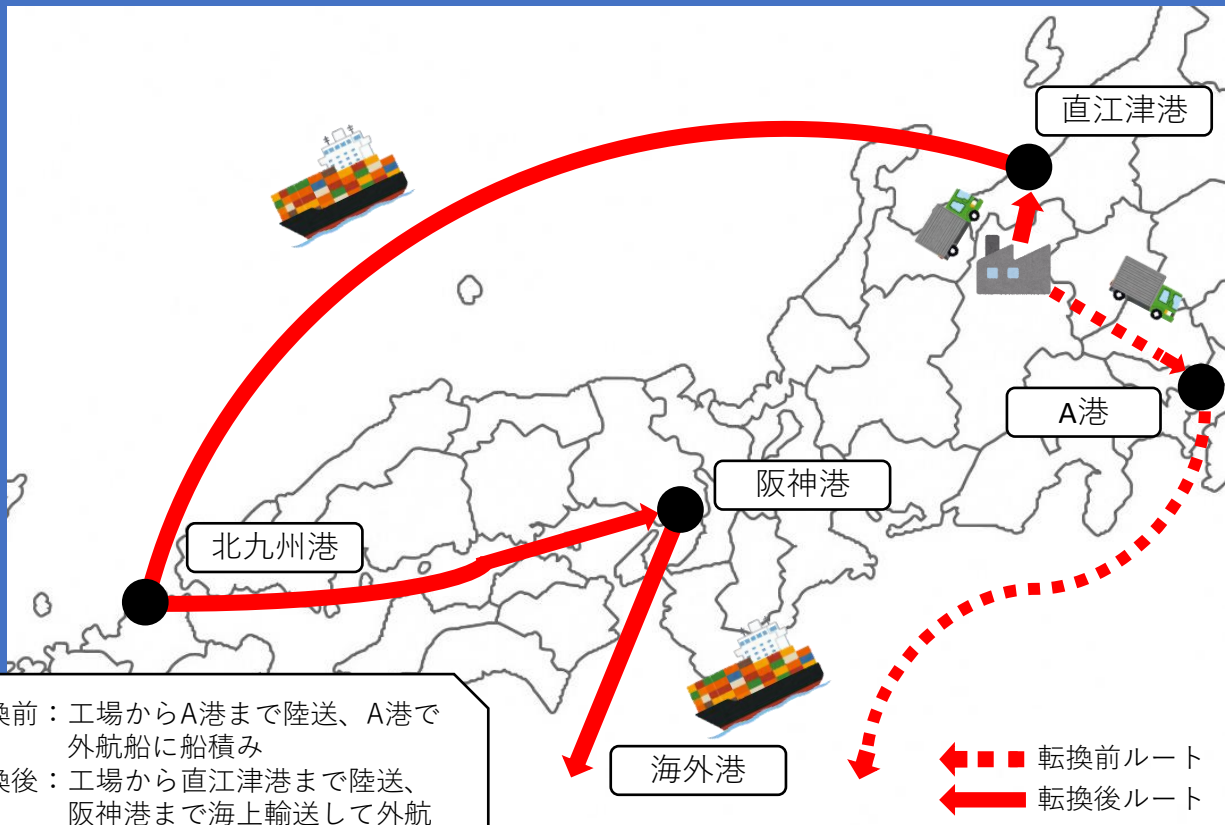 直江津港
A港
阪神港
北九州港
換前：工場からA港まで陸送、A港で
外航船に船積み
換後：工場から直江津港まで陸送、
阪神港まで海上輸送して外航
海外港
転換前ルート
転換後ルート